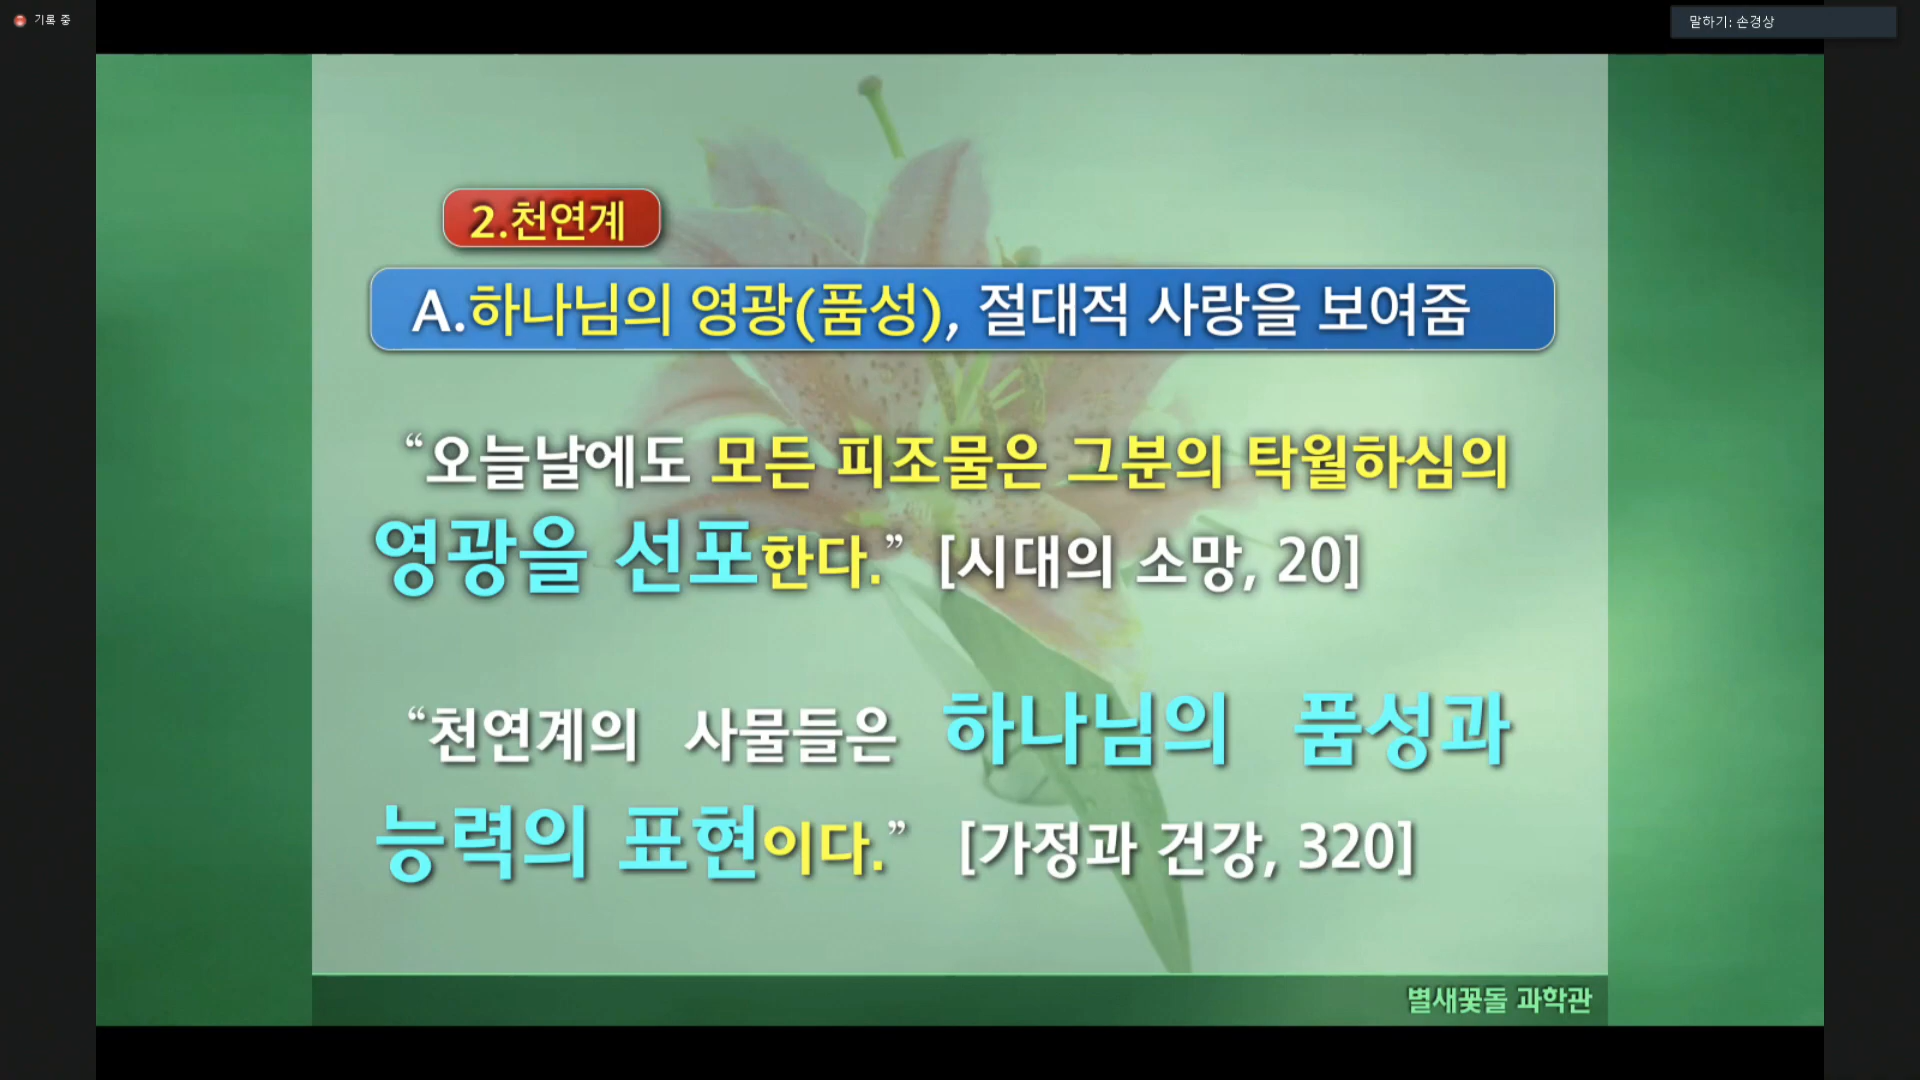 기록 중
말하기: 손경상
2.천연계
A.하나님의 영광(품성), 절대적 사랑을 보여줌
“오늘날에도 모든 피조물은 그분의 탁월하심의
영광을 선포한다.” [시대의 소망, 20]
“천연계의 사물들은 하나님의 품성과
능력의 표현이다.” [가정과 건강, 320]
별새꽃돌 과학관